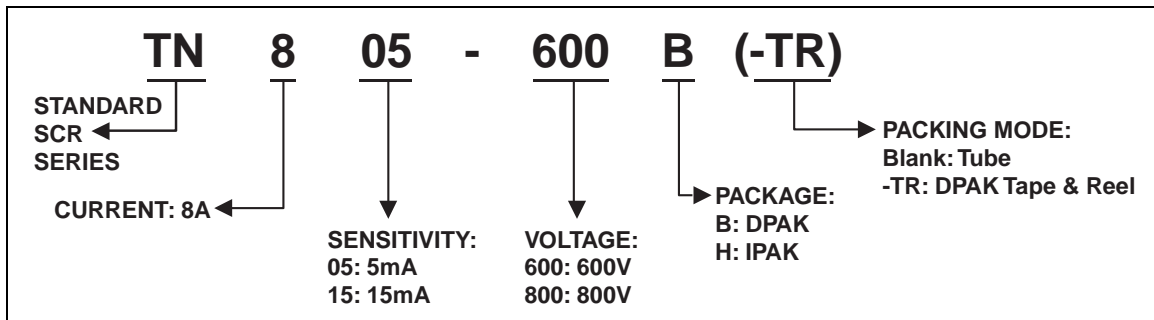 TN 8 05 - 600 B (-TR)
STANDARD
SCR
SERIES
CURRENT: 8A
SENSITIVITY:
05: 5mA
15: 15mA
VOLTAGE:
600: 600V
800: 800V
PACKAGE:
B: DPAK
H: IPAK
PACKING MODE:
Blank: Tube
-TR: DPAK Tape & Reel